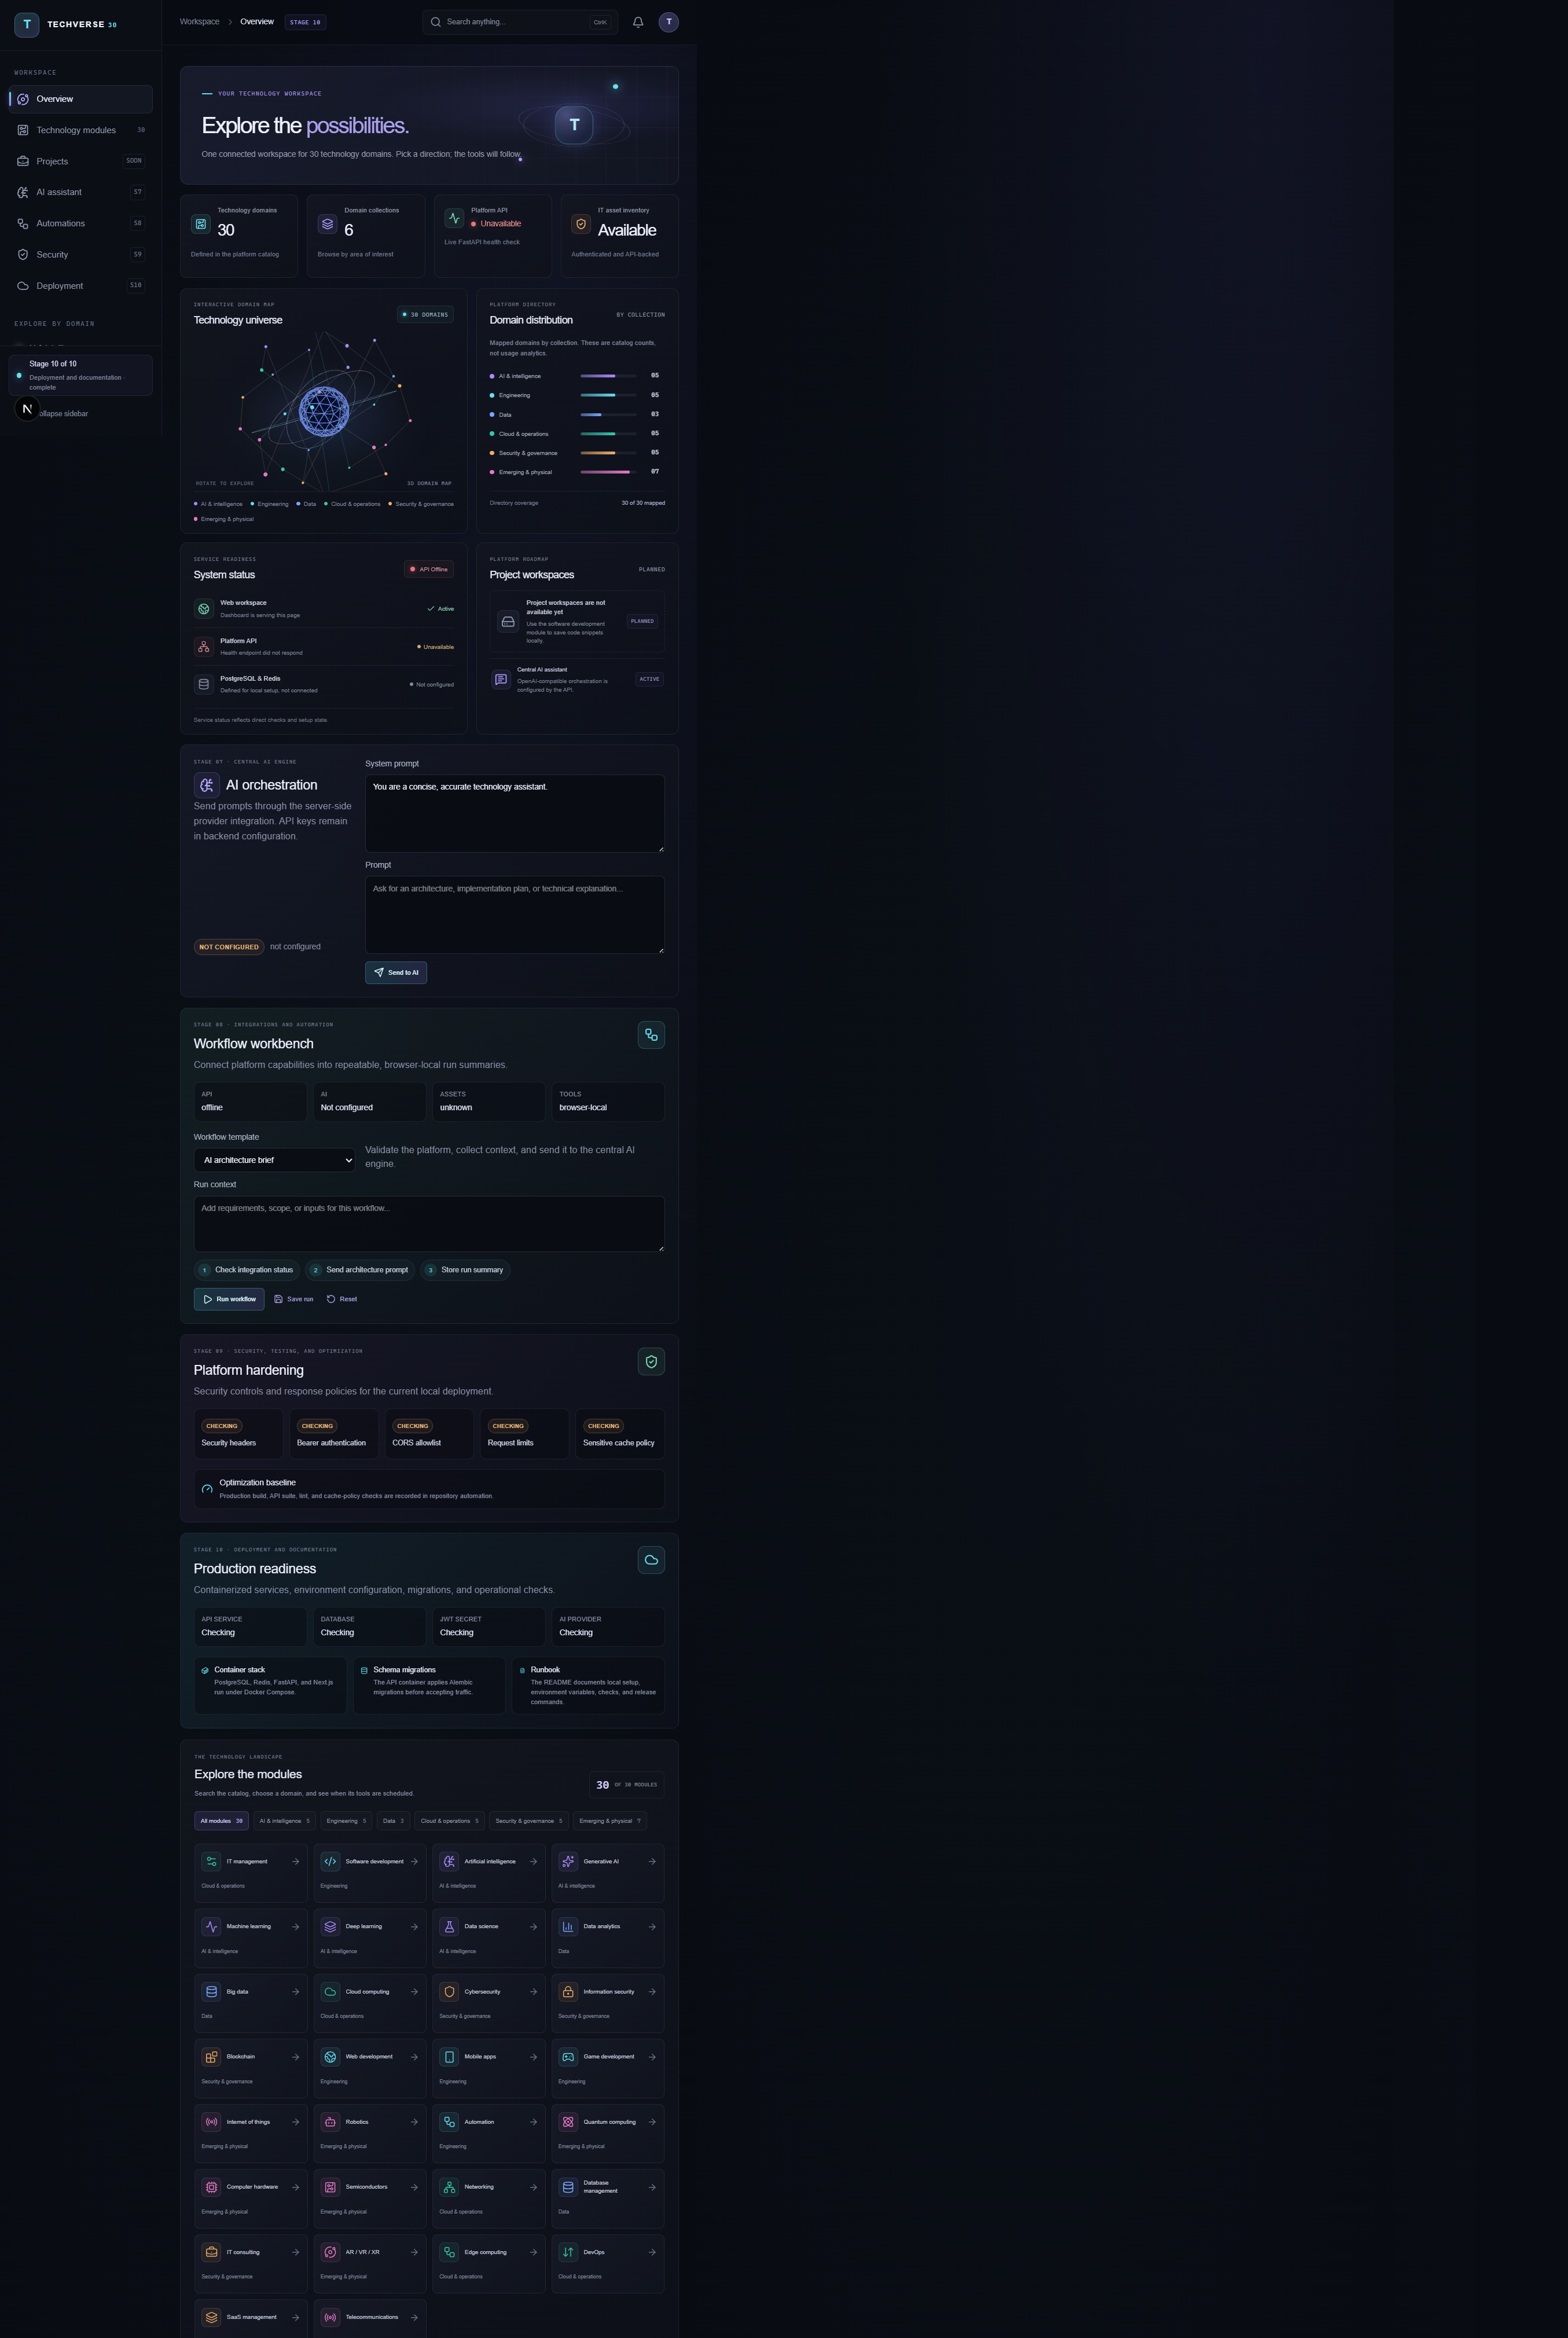 T TECHVERSE 30
WORKSPACE
Overview
Technology modules 30
Projects SOON
AI assistant S7
Automations S8
Security S9
Deployment S10
EXPLORE BY DOMAIN
Stage 10 of 10
Deployment and documentation
complete
N
ollapse sidebar
Workspace > Overview STAGE 10
Search anything... CtrlK
T
YOUR TECHNOLOGY WORKSPACE
Explore the possibilities.
One connected workspace for 30 technology domains. Pick a direction; the tools will follow.
T
Technology domains
30
Defined in the platform catalog
Domain collections
6
Browse by area of interest
Platform API
Unavailable
Live FastAPI health check
IT asset inventory
Available
Authenticated and API-backed
INTERACTIVE DOMAIN MAP
Technology universe
30 DOMAINS
ROTATE TO EXPLORE
3D DOMAIN MAP
AI & intelligence Engineering Data Cloud & operations Security & governance
Emerging & physical
PLATFORM DIRECTORY
Domain distribution
BY COLLECTION
Mapped domains by collection. These are catalog counts,
not usage analytics.
AI & intelligence 05
Engineering 05
Data 03
Cloud & operations 05
Security & governance 05
Emerging & physical 07
Directory coverage 30 of 30 mapped
SERVICE READINESS
System status
API Offline
Web workspace
Dashboard is serving this page
Active
Platform API
Health endpoint did not respond
Unavailable
PostgreSQL & Redis
Defined for local setup, not connected
Not configured
Service status reflects direct checks and setup state.
PLATFORM ROADMAP
Project workspaces
PLANNED
Project workspaces are not
available yet
Use the software development
module to save code snippets
locally.
PLANNED
Central AI assistant
OpenAI-compatible orchestration is
configured by the API.
ACTIVE
STAGE 07 · CENTRAL AI ENGINE
AI orchestration
Send prompts through the server-side
provider integration. API keys remain
in backend configuration.
NOT CONFIGURED not configured
System prompt
You are a concise, accurate technology assistant.
Prompt
Ask for an architecture, implementation plan, or technical explanation...
Send to AI
STAGE 08 · INTEGRATIONS AND AUTOMATION
Workflow workbench
Connect platform capabilities into repeatable, browser-local run summaries.
API
offline
AI
Not configured
ASSETS
unknown
TOOLS
browser-local
Workflow template
AI architecture brief
Validate the platform, collect context, and send it to the central AI
engine.
Run context
Add requirements, scope, or inputs for this workflow...
1 Check integration status 2 Send architecture prompt 3 Store run summary
Run workflow Save run Reset
STAGE 09 · SECURITY, TESTING, AND OPTIMIZATION
Platform hardening
Security controls and response policies for the current local deployment.
CHECKING
Security headers
CHECKING
Bearer authentication
CHECKING
CORS allowlist
CHECKING
Request limits
CHECKING
Sensitive cache policy
Optimization baseline
Production build, API suite, lint, and cache-policy checks are recorded in repository automation.
STAGE 10 · DEPLOYMENT AND DOCUMENTATION
Production readiness
Containerized services, environment configuration, migrations, and operational checks.
API SERVICE
Checking
DATABASE
Checking
JWT SECRET
Checking
AI PROVIDER
Checking
Container stack
PostgreSQL, Redis, FastAPI, and Next.js
run under Docker Compose.
Schema migrations
The API container applies Alembic
migrations before accepting traffic.
Runbook
The README documents local setup,
environment variables, checks, and release
commands.
THE TECHNOLOGY LANDSCAPE
Explore the modules
Search the catalog, choose a domain, and see when its tools are scheduled.
30 OF 30 MODULES
All modules 30 AI & intelligence 5 Engineering 5 Data 3 Cloud & operations 5 Security & governance 5 Emerging & physical 7
IT management
Cloud & operations
Software development
Engineering
Artificial intelligence
AI & intelligence
Generative AI
AI & intelligence
Machine learning
AI & intelligence
Deep learning
AI & intelligence
Data science
AI & intelligence
Data analytics
Data
Big data
Data
Cloud computing
Cloud & operations
Cybersecurity
Security & governance
Information security
Security & governance
Blockchain
Security & governance
Web development
Engineering
Mobile apps
Engineering
Game development
Engineering
Internet of things
Emerging & physical
Robotics
Emerging & physical
Automation
Engineering
Quantum computing
Emerging & physical
Computer hardware
Emerging & physical
Semiconductors
Emerging & physical
Networking
Cloud & operations
Database
management
Data
IT consulting
Security & governance
AR / VR / XR
Emerging & physical
Edge computing
Cloud & operations
DevOps
Cloud & operations
SaaS management
Telecommunications